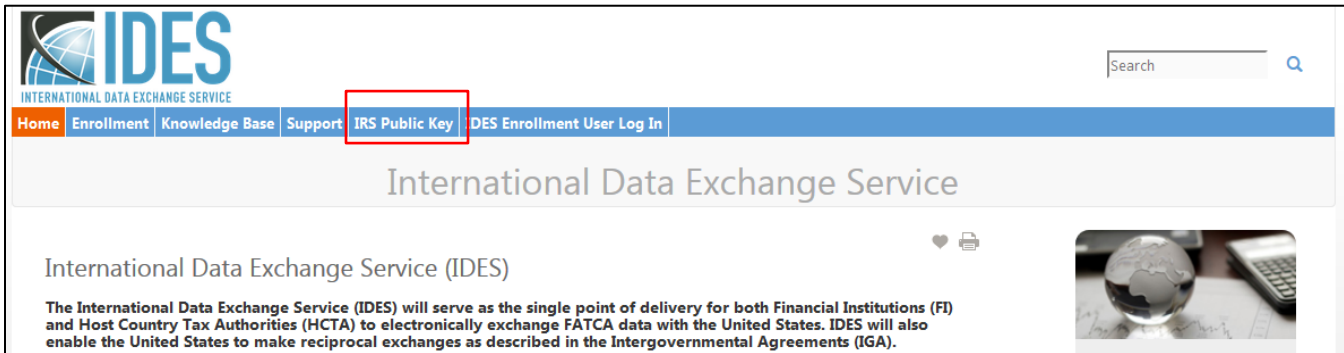 IDES
INTERNATIONAL DATA EXCHANGE SERVICE
Search
Home Enrollment Knowledge Base Support IRS Public Key IDES Enrollment User Log In
International Data Exchange Service
International Data Exchange Service (IDES)
The International Data Exchange Service (IDES) will serve as the single point of delivery for both Financial Institutions (FI)
and Host Country Tax Authorities (HCTA) to electronically exchange FATCA data with the United States. IDES will also
enable the United States to make reciprocal exchanges as described in the Intergovernmental Agreements (IGA).